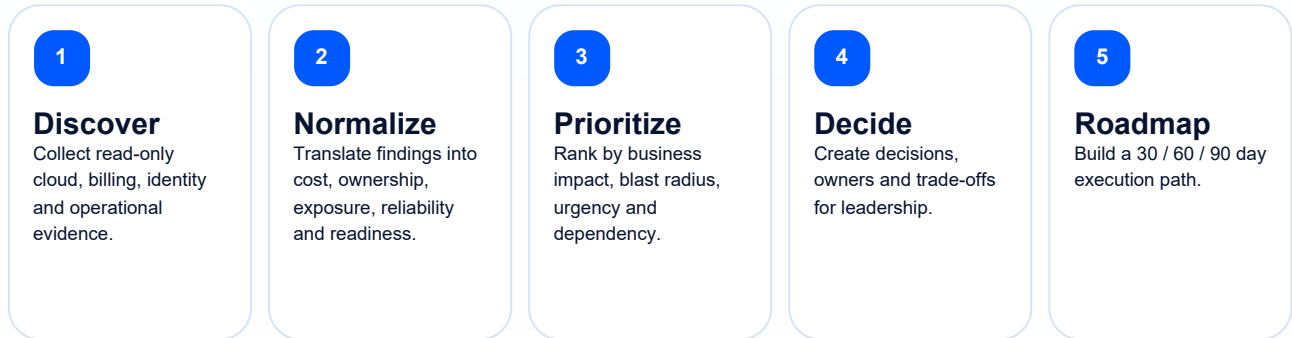 1
Discover
Collect read-only
cloud, billing, identity
and operational
evidence.
2
Normalize
Translate findings into
cost, ownership,
exposure, reliability
and readiness.
3
Prioritize
Rank by business
impact, blast radius,
urgency and
dependency.
4
Decide
Create decisions,
owners and trade-offs
for leadership.
5
Roadmap
Build a 30 / 60 / 90 day
execution path.